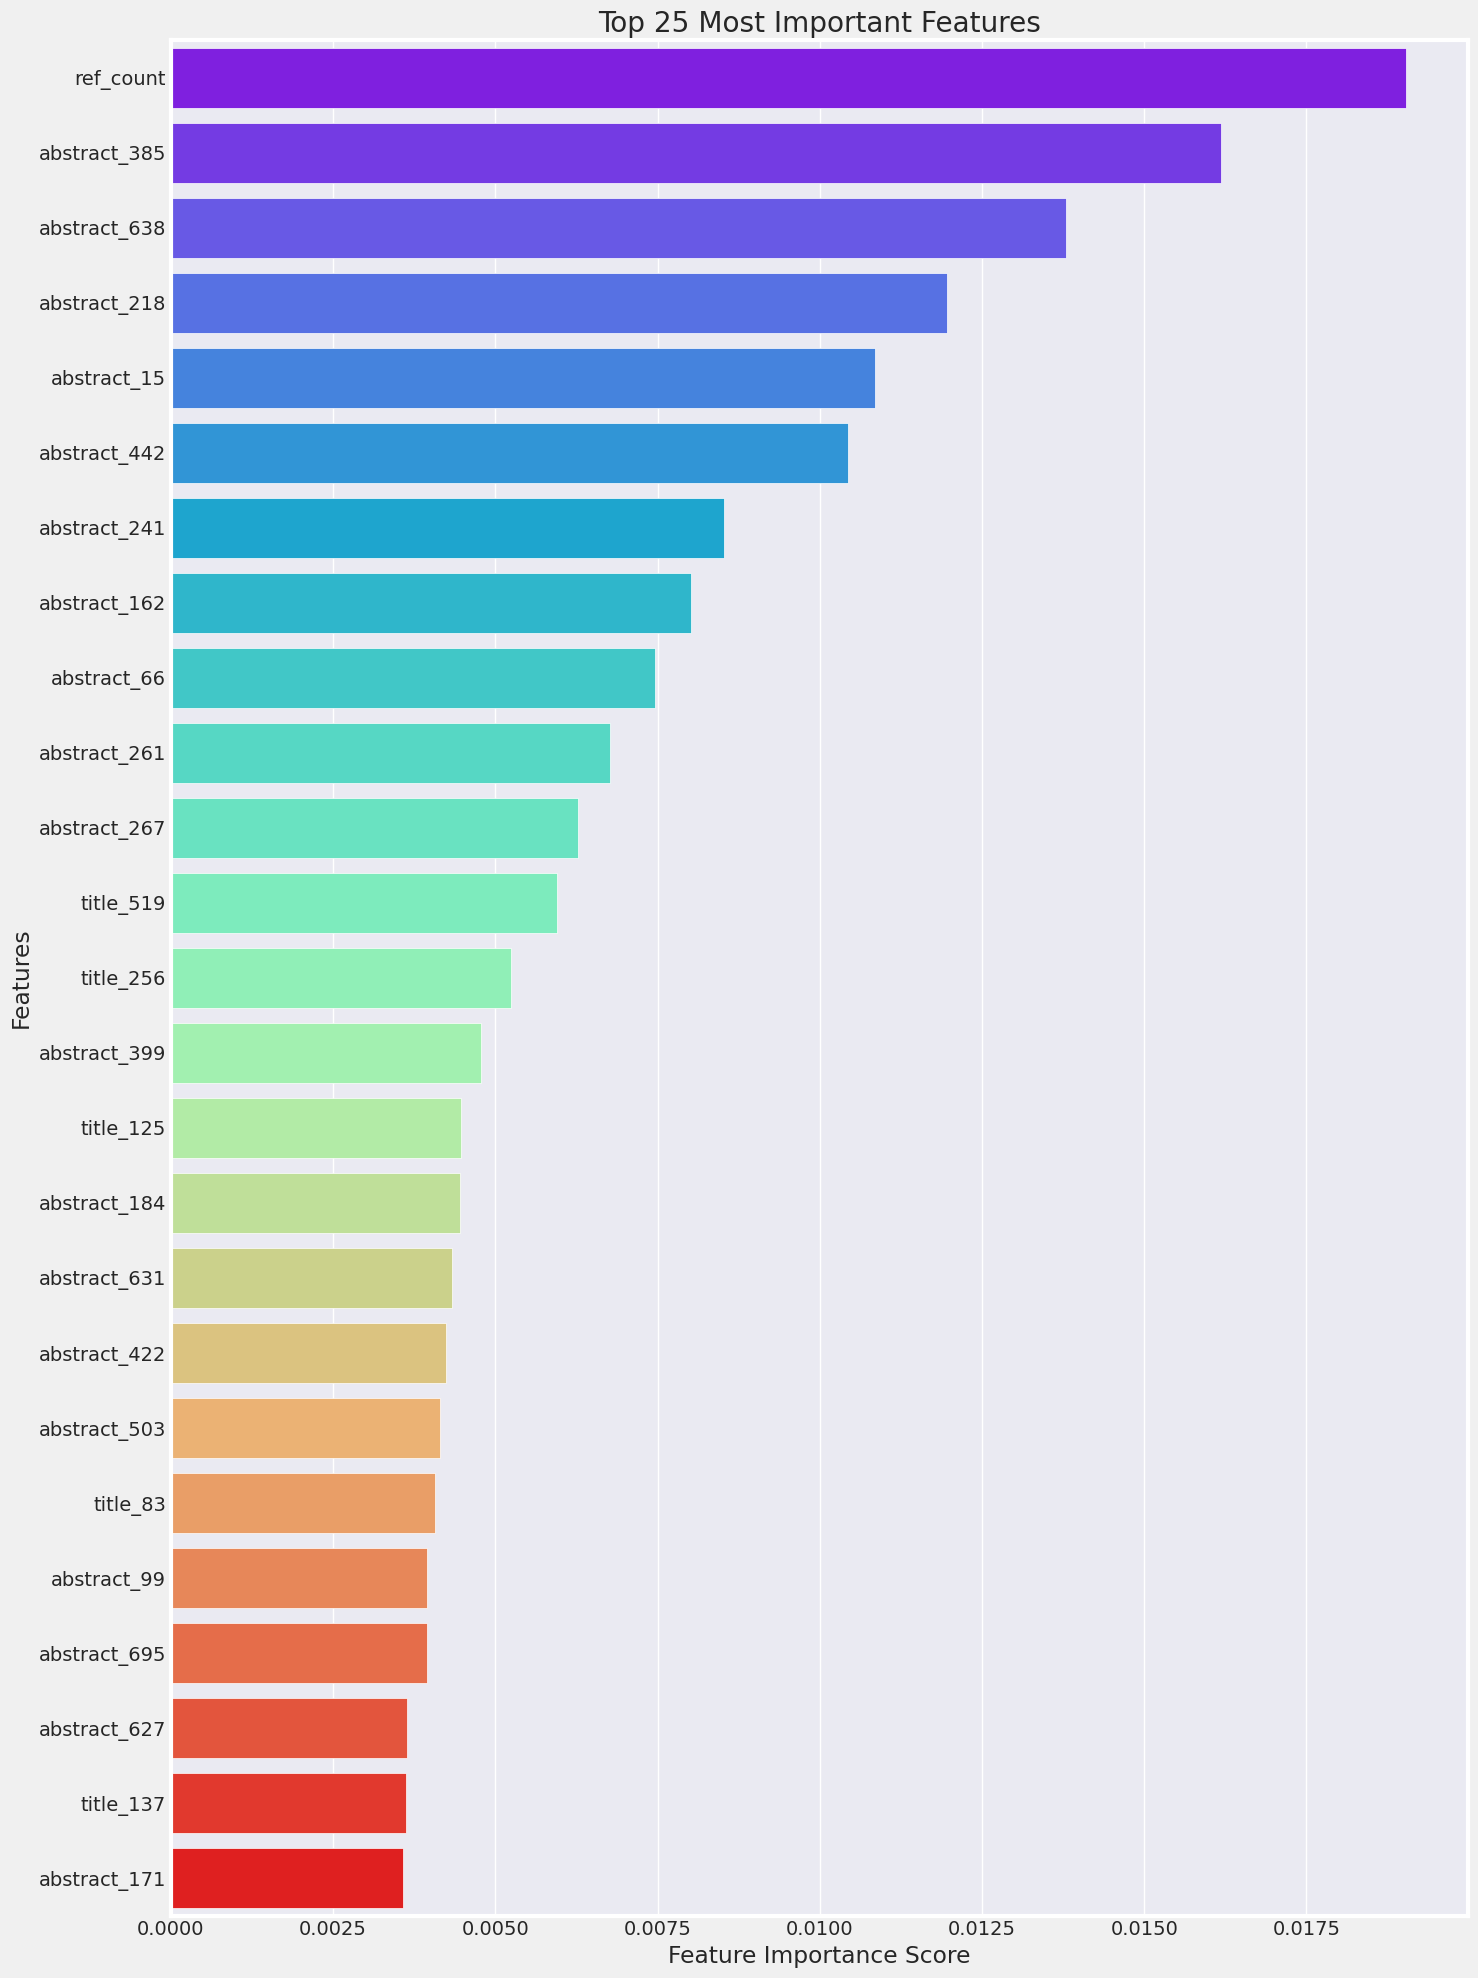 Top 25 Most Important Features
ref_count
abstract_385
abstract_638
abstract_218
abstract_15
abstract_442
abstract_241
abstract_162
abstract_66
abstract_261
abstract_267
title_519
title_256
abstract_399
title_125
abstract_184
abstract_631
abstract_422
abstract_503
title_83
abstract_99
abstract_695
abstract_627
title_137
abstract_171
Features
0.0000 0.0025 0.0050 0.0075 0.0100 0.0125 0.0150 0.0175
Feature Importance Score